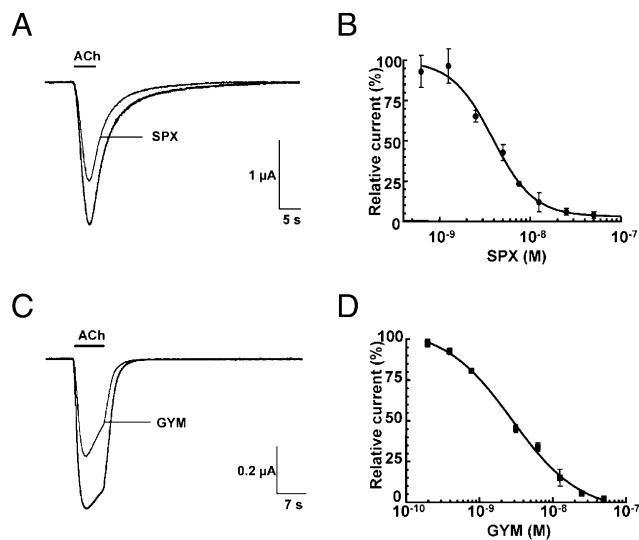 A
ACh
SPX
1 µA
5 s
B
Relative current (%)
100
75
50
25
0
10-9
10-8
10-7
SPX (M)
C
ACh
GYM
0.2 µA
7 s
D
Relative current (%)
100
75
50
25
0
10-10
10-9
10-8
10-7
GYM (M)